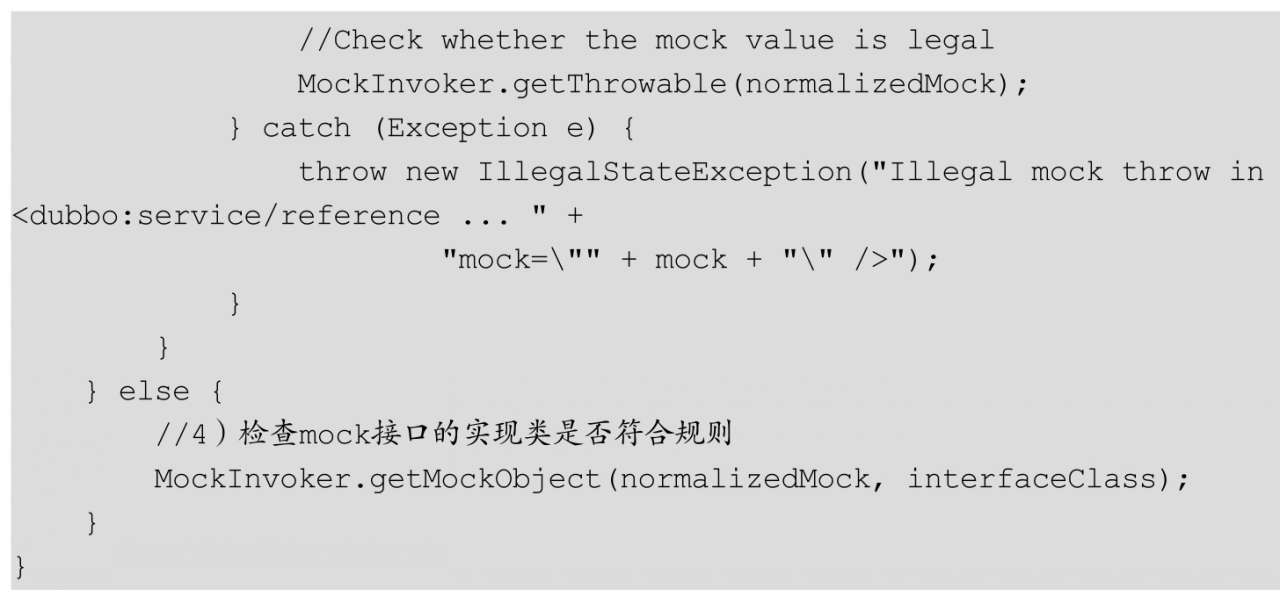 //Check whether the mock value is legal
MockInvoker.getThrowable(normalizedMock);
} catch (Exception e) {
throw new IllegalStateException("Illegal mock throw in
<dubbo:service/reference ... " +
"mock=\"" + mock + "\" />");
}
}
} else {
//4）检查mock接口的实现类是否符合规则
MockInvoker.getMockObject(normalizedMock, interfaceClass);
}
}